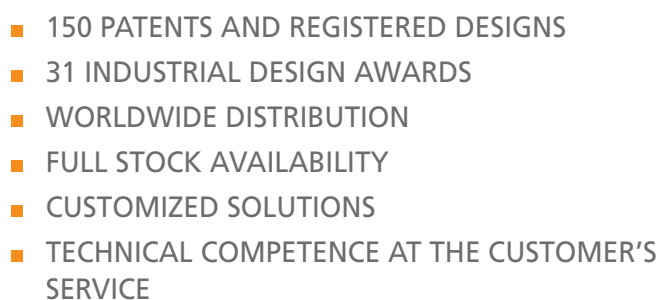 150 PATENTS AND REGISTERED DESIGNS
31 INDUSTRIAL DESIGN AWARDS
WORLDWIDE DISTRIBUTION
FULL STOCK AVAILABILITY
CUSTOMIZED SOLUTIONS
TECHNICAL COMPETENCE AT THE CUSTOMER’S
SERVICE